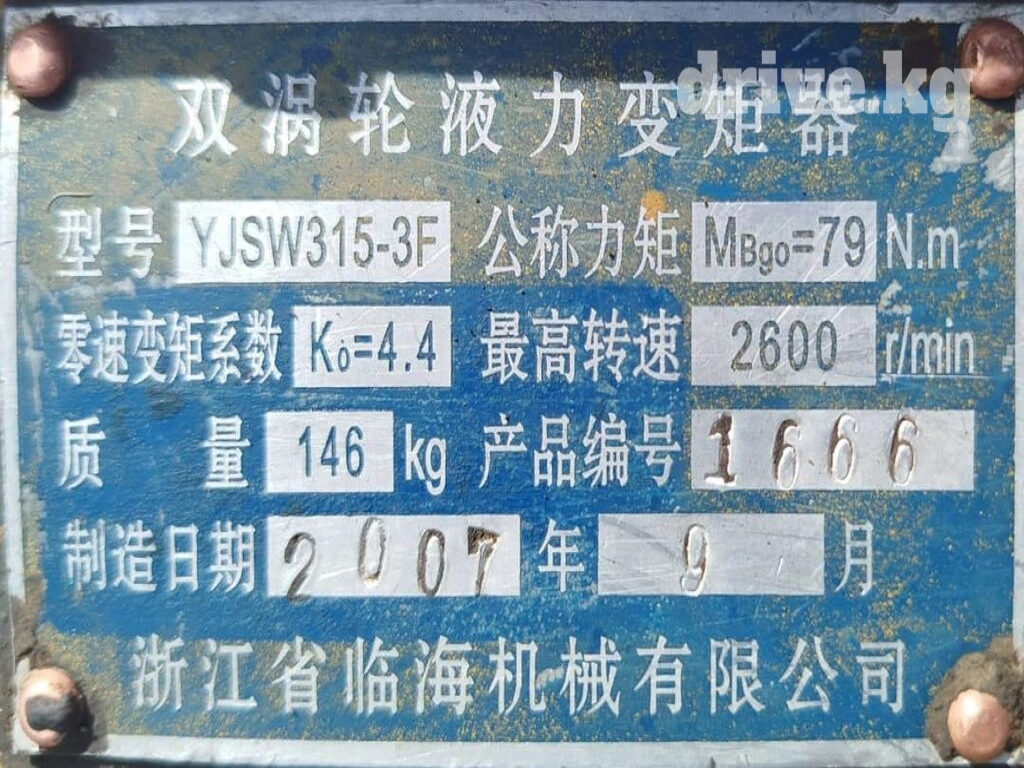 drive.kg
双涡轮液力变矩器
型号 YJSW315-3F 公称力矩 MBgo=79 N.m
零速变矩系数 Ko=4.4 最高转速 2600 r/min
质量 146 kg 产品编号 1666
制造日期 2007 年 9 月
浙江省临海机械有限公司